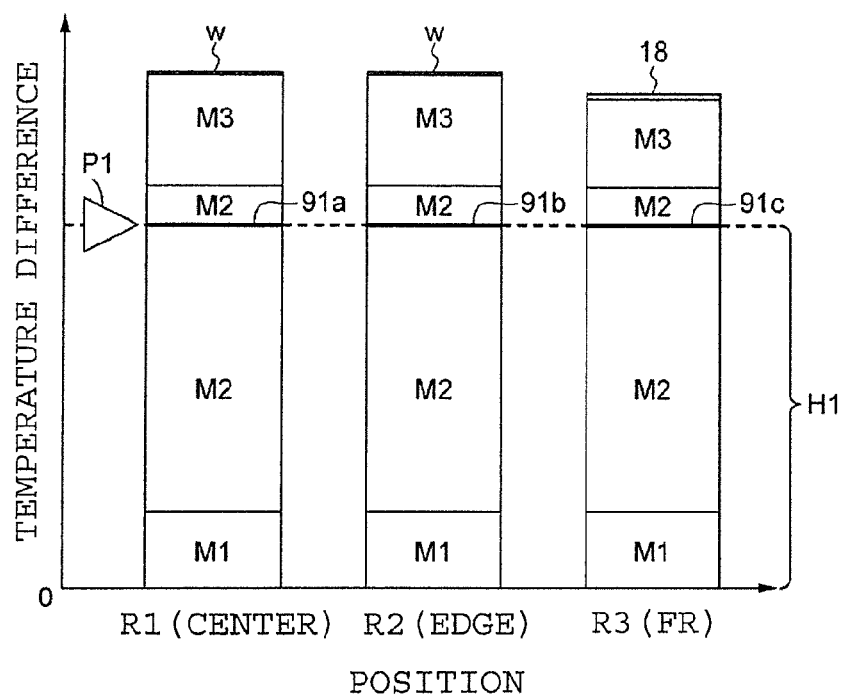 W W 18
M3 M3 M3
P1
M2 91a M2 91b M2 91c
TEMPERATURE DIFFERENCE
M2 M2 M2 H1
M1 M1 M1
0
R1(CENTER) R2(EDGE) R3(FR)
POSITION